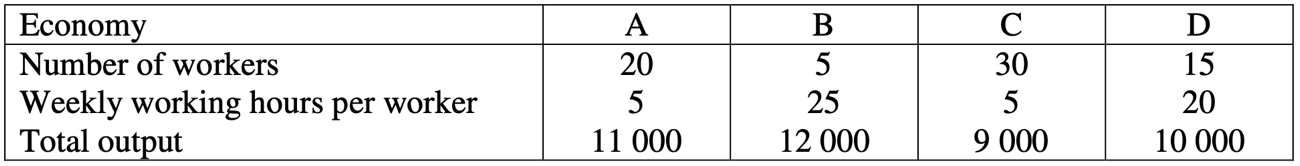 Economy A B C D
Number of workers 20 5 30 15
Weekly working hours per worker 5 25 5 20
Total output 11 000 12 000 9 000 10 000